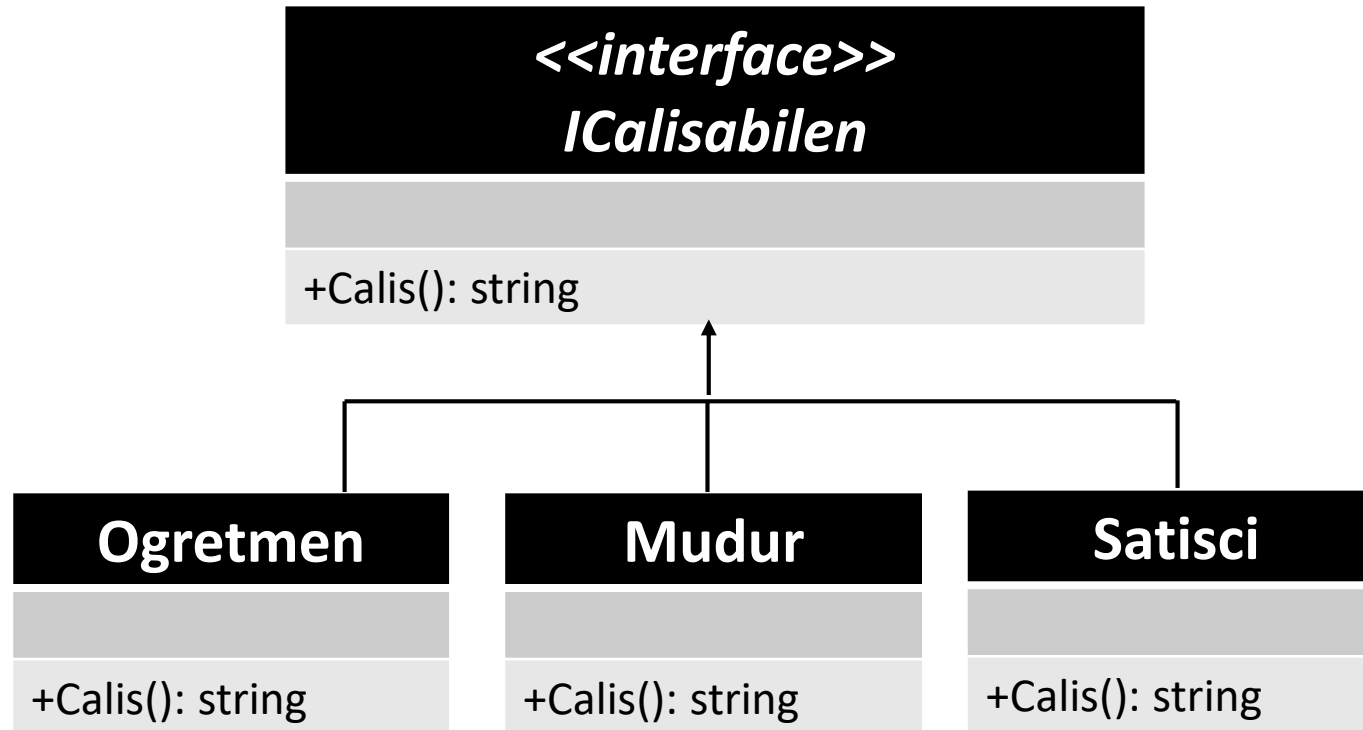 <<interface>>
ICalisabilen
+Calis(): string
Ogretmen
Mudur
Satisci
+Calis(): string
+Calis(): string
+Calis(): string